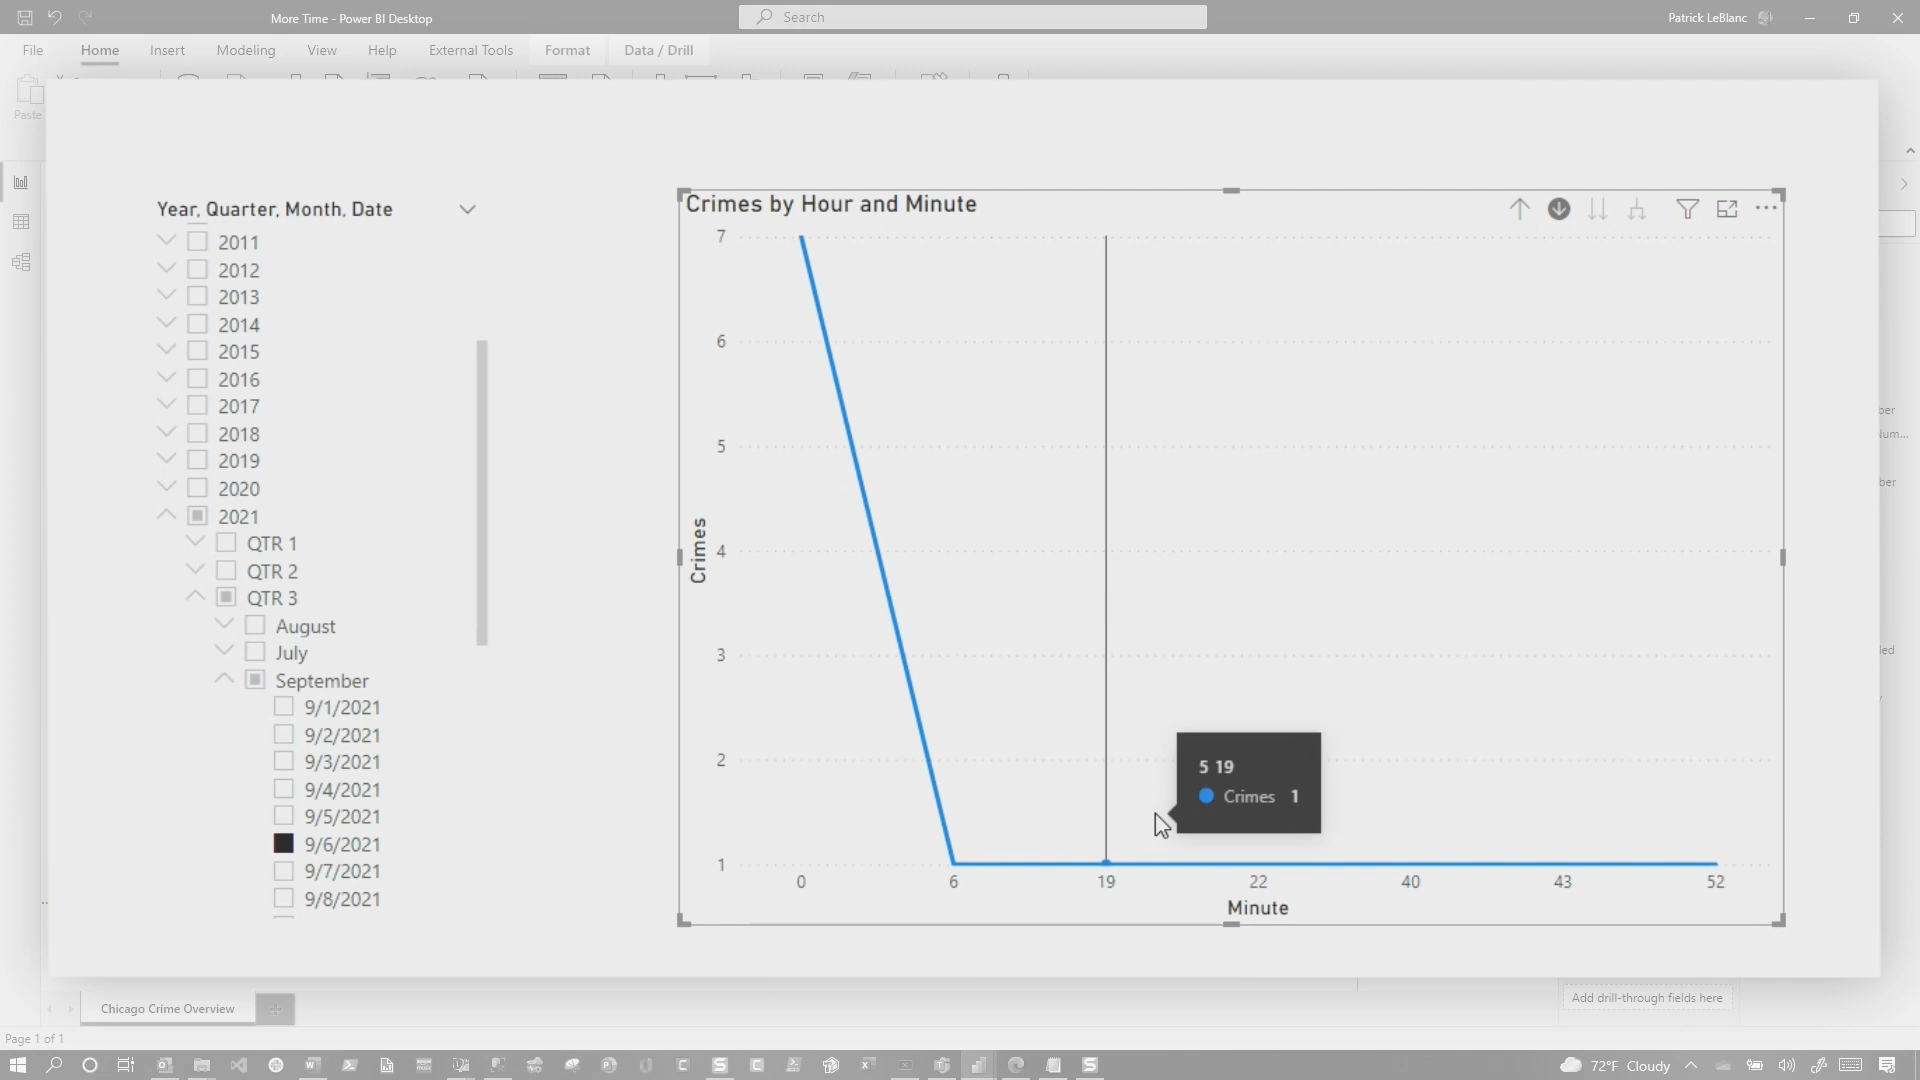 More Time - Power BI Desktop
Search
Patrick LeBlanc
File
Home
Insert
Modeling
View
Help
External Tools
Format
Data / Drill
Paste
Year, Quarter, Month, Date
2011
2012
2013
2014
2015
2016
2017
2018
2019
2020
2021
QTR 1
QTR 2
QTR 3
August
July
September
9/1/2021
9/2/2021
9/3/2021
9/4/2021
9/5/2021
9/6/2021
9/7/2021
9/8/2021
Crimes by Hour and Minute
7
6
5
4
3
2
1
Crimes
5 19
Crimes 1
0
6
19
22
40
43
52
Minute
Chicago Crime Overview
Add drill-through fields here
Page 1 of 1
72°F Cloudy